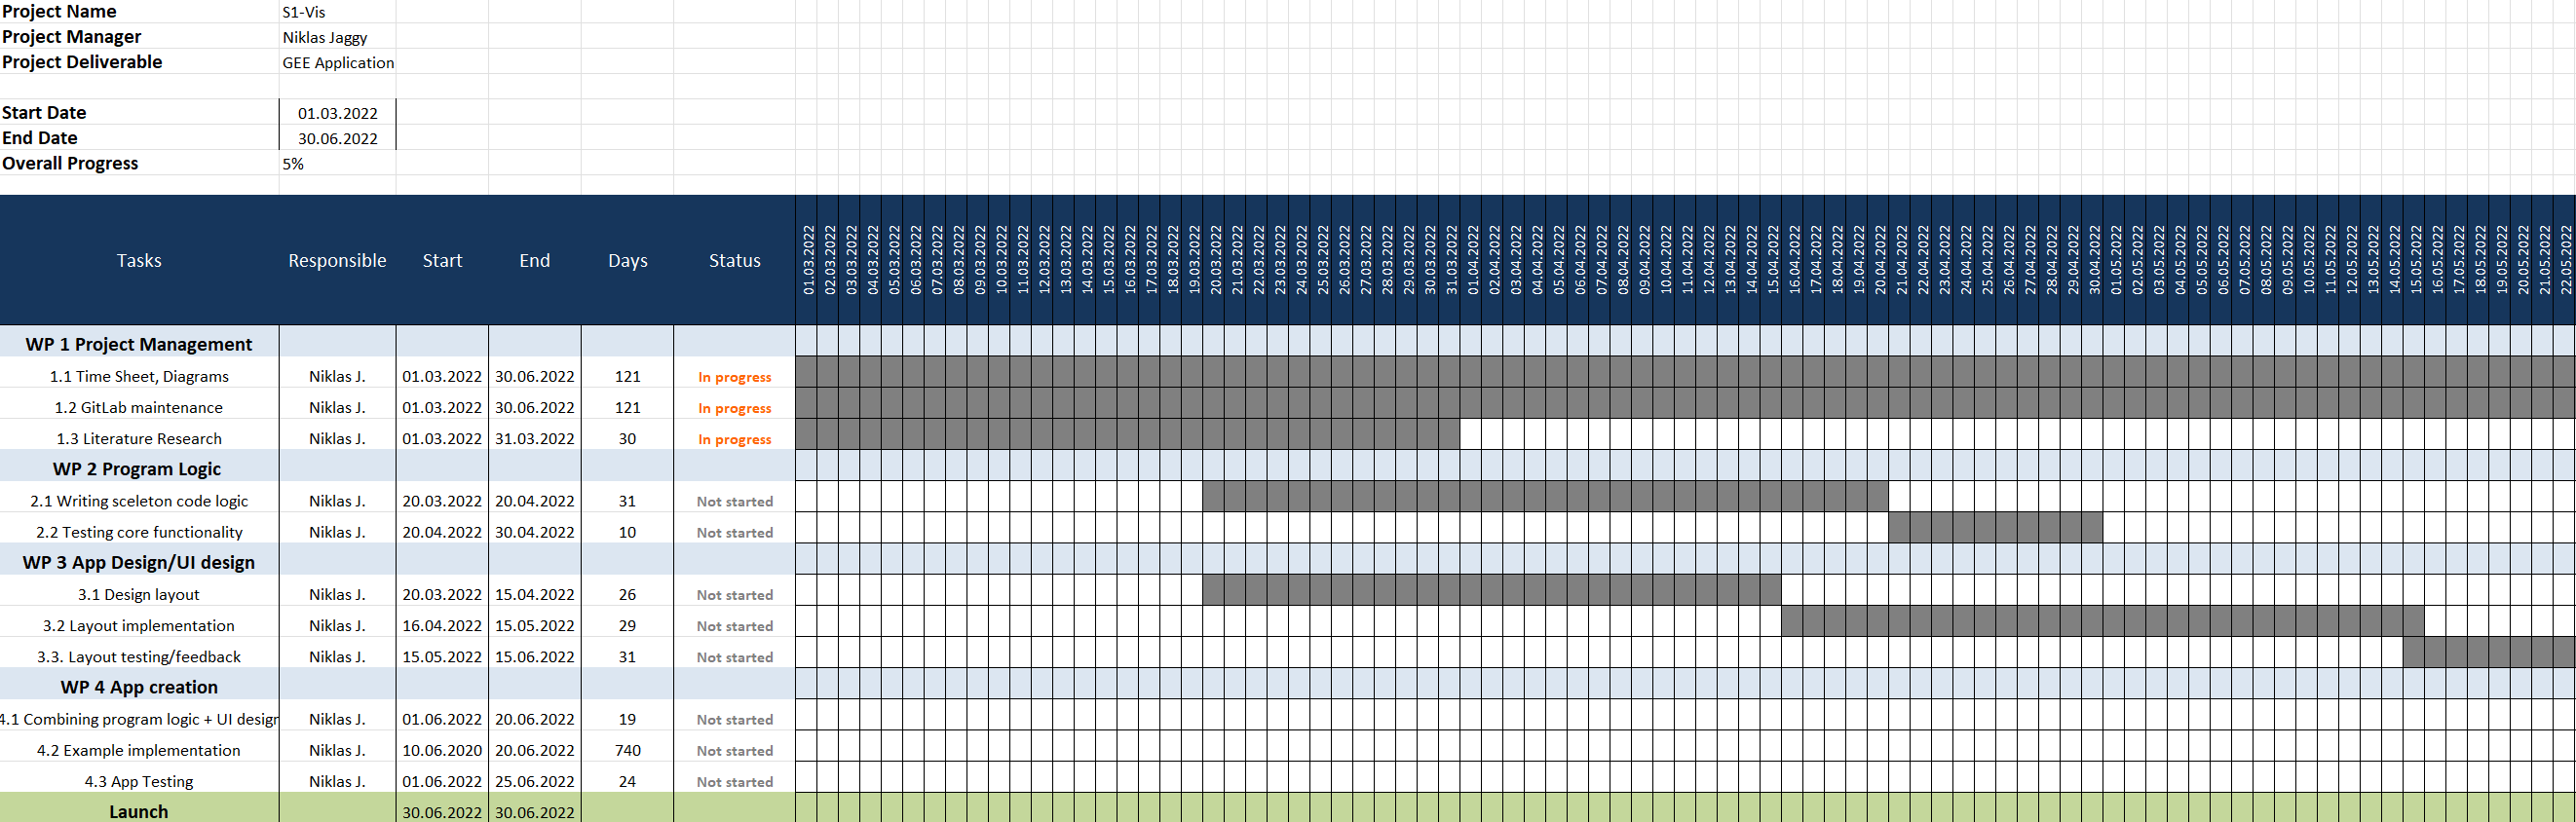 Project Name S1-Vis
Project Manager Niklas Jaggy
Project Deliverable GEE Application
Start Date 01.03.2022
End Date 30.06.2022
Overall Progress 5%
Tasks Responsible Start End Days Status 01.03.2022 02.03.2022 03.03.2022 04.03.2022 05.03.2022 06.03.2022 07.03.2022 08.03.2022 09.03.2022 10.03.2022 11.03.2022 12.03.2022 13.03.2022 14.03.2022 15.03.2022 16.03.2022 17.03.2022 18.03.2022 19.03.2022 20.03.2022 21.03.2022 22.03.2022 23.03.2022 24.03.2022 25.03.2022 26.03.2022 27.03.2022 28.03.2022 29.03.2022 30.03.2022 31.03.2022 01.04.2022 02.04.2022 03.04.2022 04.04.2022 05.04.2022 06.04.2022 07.04.2022 08.04.2022 09.04.2022 10.04.2022 11.04.2022 12.04.2022 13.04.2022 14.04.2022 15.04.2022 16.04.2022 17.04.2022 18.04.2022 19.04.2022 20.04.2022 21.04.2022 22.04.2022 23.04.2022 24.04.2022 25.04.2022 26.04.2022 27.04.2022 28.04.2022 29.04.2022 30.04.2022 01.05.2022 02.05.2022 03.05.2022 04.05.2022 05.05.2022 06.05.2022 07.05.2022 08.05.2022 09.05.2022 10.05.2022 11.05.2022 12.05.2022 13.05.2022 14.05.2022 15.05.2022 16.05.2022 17.05.2022 18.05.2022 19.05.2022 20.05.2022 21.05.2022 22.05.2022
WP 1 Project Management
1.1 Time Sheet, Diagrams Niklas J. 01.03.2022 30.06.2022 121 In progress
1.2 GitLab maintenance Niklas J. 01.03.2022 30.06.2022 121 In progress
1.3 Literature Research Niklas J. 01.03.2022 31.03.2022 30 In progress
WP 2 Program Logic
2.1 Writing sceleton code logic Niklas J. 20.03.2022 20.04.2022 31 Not started
2.2 Testing core functionality Niklas J. 20.04.2022 30.04.2022 10 Not started
WP 3 App Design/UI design
3.1 Design layout Niklas J. 20.03.2022 15.04.2022 26 Not started
3.2 Layout implementation Niklas J. 16.04.2022 15.05.2022 29 Not started
3.3. Layout testing/feedback Niklas J. 15.05.2022 15.06.2022 31 Not started
WP 4 App creation
4.1 Combining program logic + UI design Niklas J. 01.06.2022 20.06.2022 19 Not started
4.2 Example implementation Niklas J. 10.06.2020 20.06.2022 740 Not started
4.3 App Testing Niklas J. 01.06.2022 25.06.2022 24 Not started
Launch 30.06.2022 30.06.2022